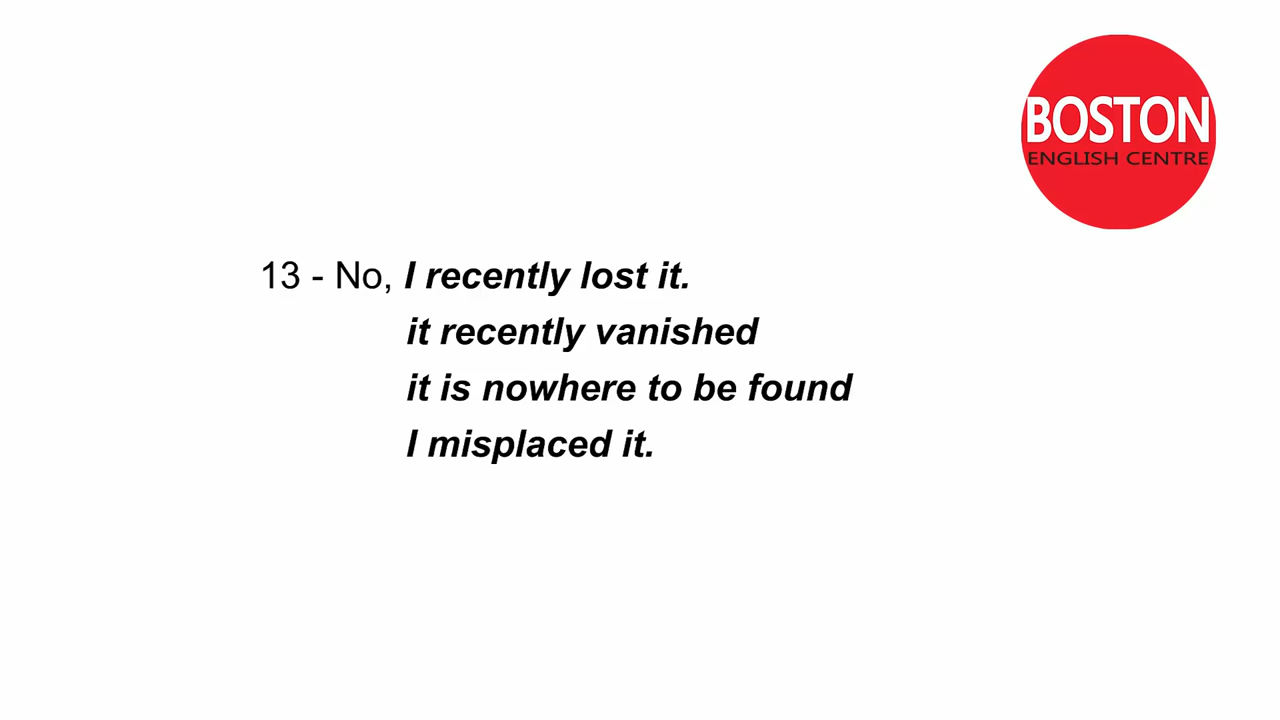 BOSTON
ENGLISH CENTRE
13 - No, I recently lost it.
it recently vanished
it is nowhere to be found
I misplaced it.